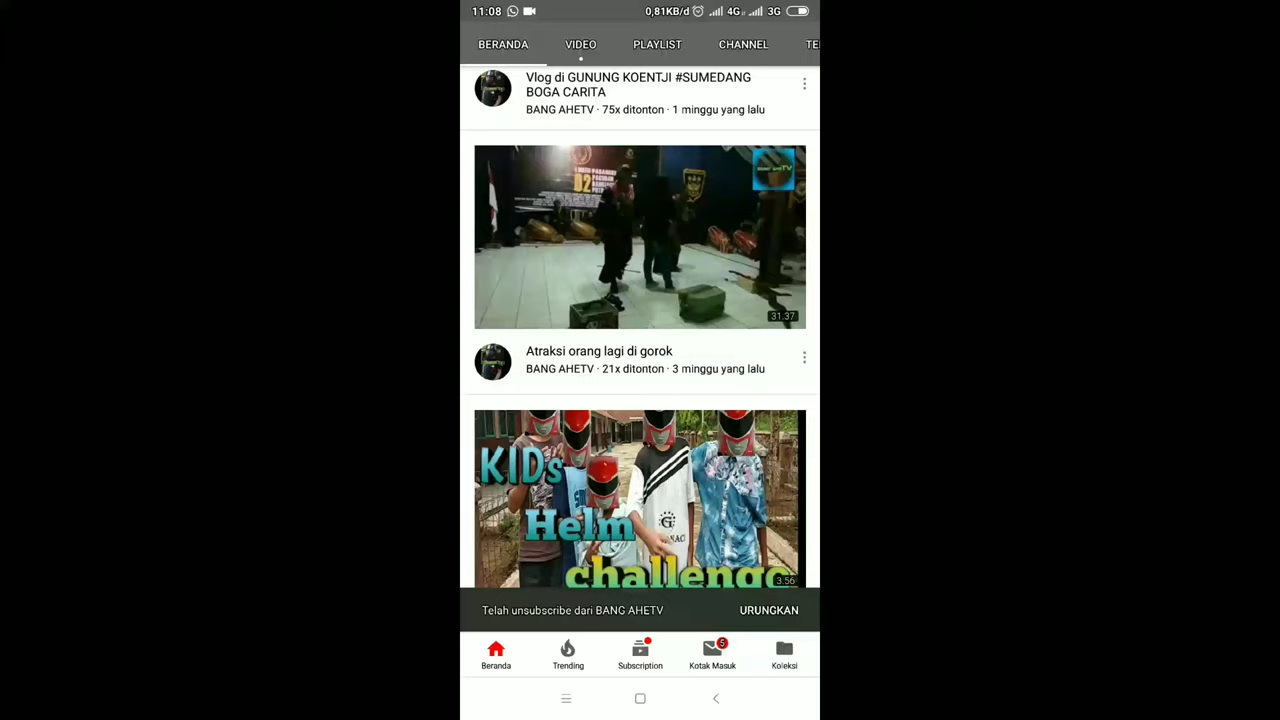 11:08
0,81KB/d 4G 3G
BERANDA VIDEO PLAYLIST CHANNEL TE
Vlog di GUNUNG KOENTJI #SUMEDANG
BOGA CARITA
BANG AHETV · 75x ditonton · 1 minggu yang lalu
02
TV
31.37
Atraksi orang lagi di gorok
BANG AHETV · 21x ditonton · 3 minggu yang lalu
KIDs
Helm
G
challenge
3.56
Telah unsubscribe dari BANG AHETV URUNGKAN
5
Beranda Trending Subscription Kotak Masuk Koleksi